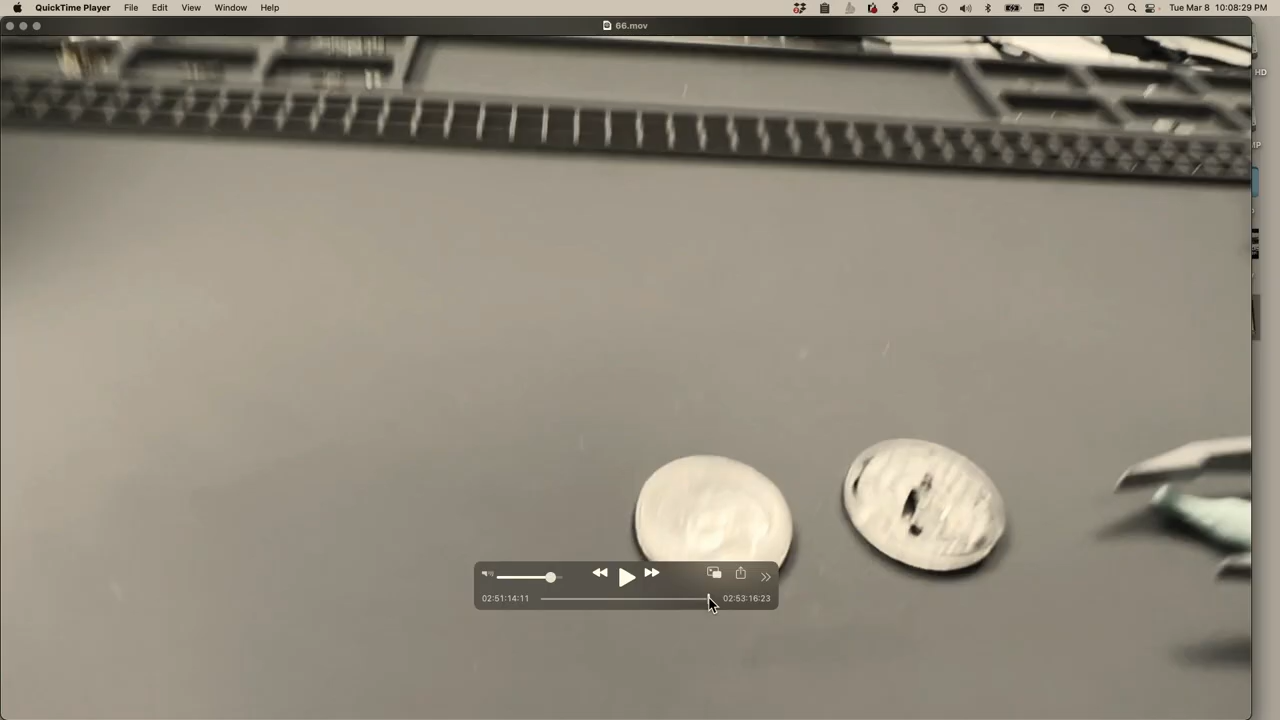 QuickTime Player File Edit View Window Help Tue Mar 8 10:08:29 PM
66.mov
HD
MP
02:51:14:11 02:53:16:23